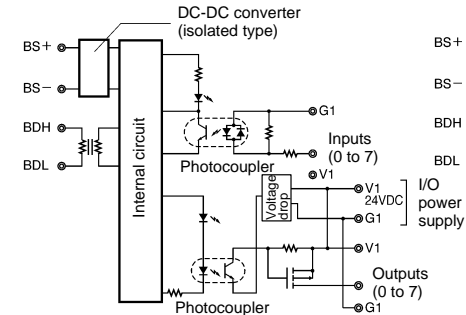 DC-DC converter
(isolated type)
BS+
BS−
BDH
BDL
Internal circuit
Photocoupler
G1
Inputs
(0 to 7)
V1
Voltage
drop
V1
24VDC
G1
I/O
power
supply
V1
Outputs
(0 to 7)
G1
Photocoupler
BS+
BS−
BDH
BDL